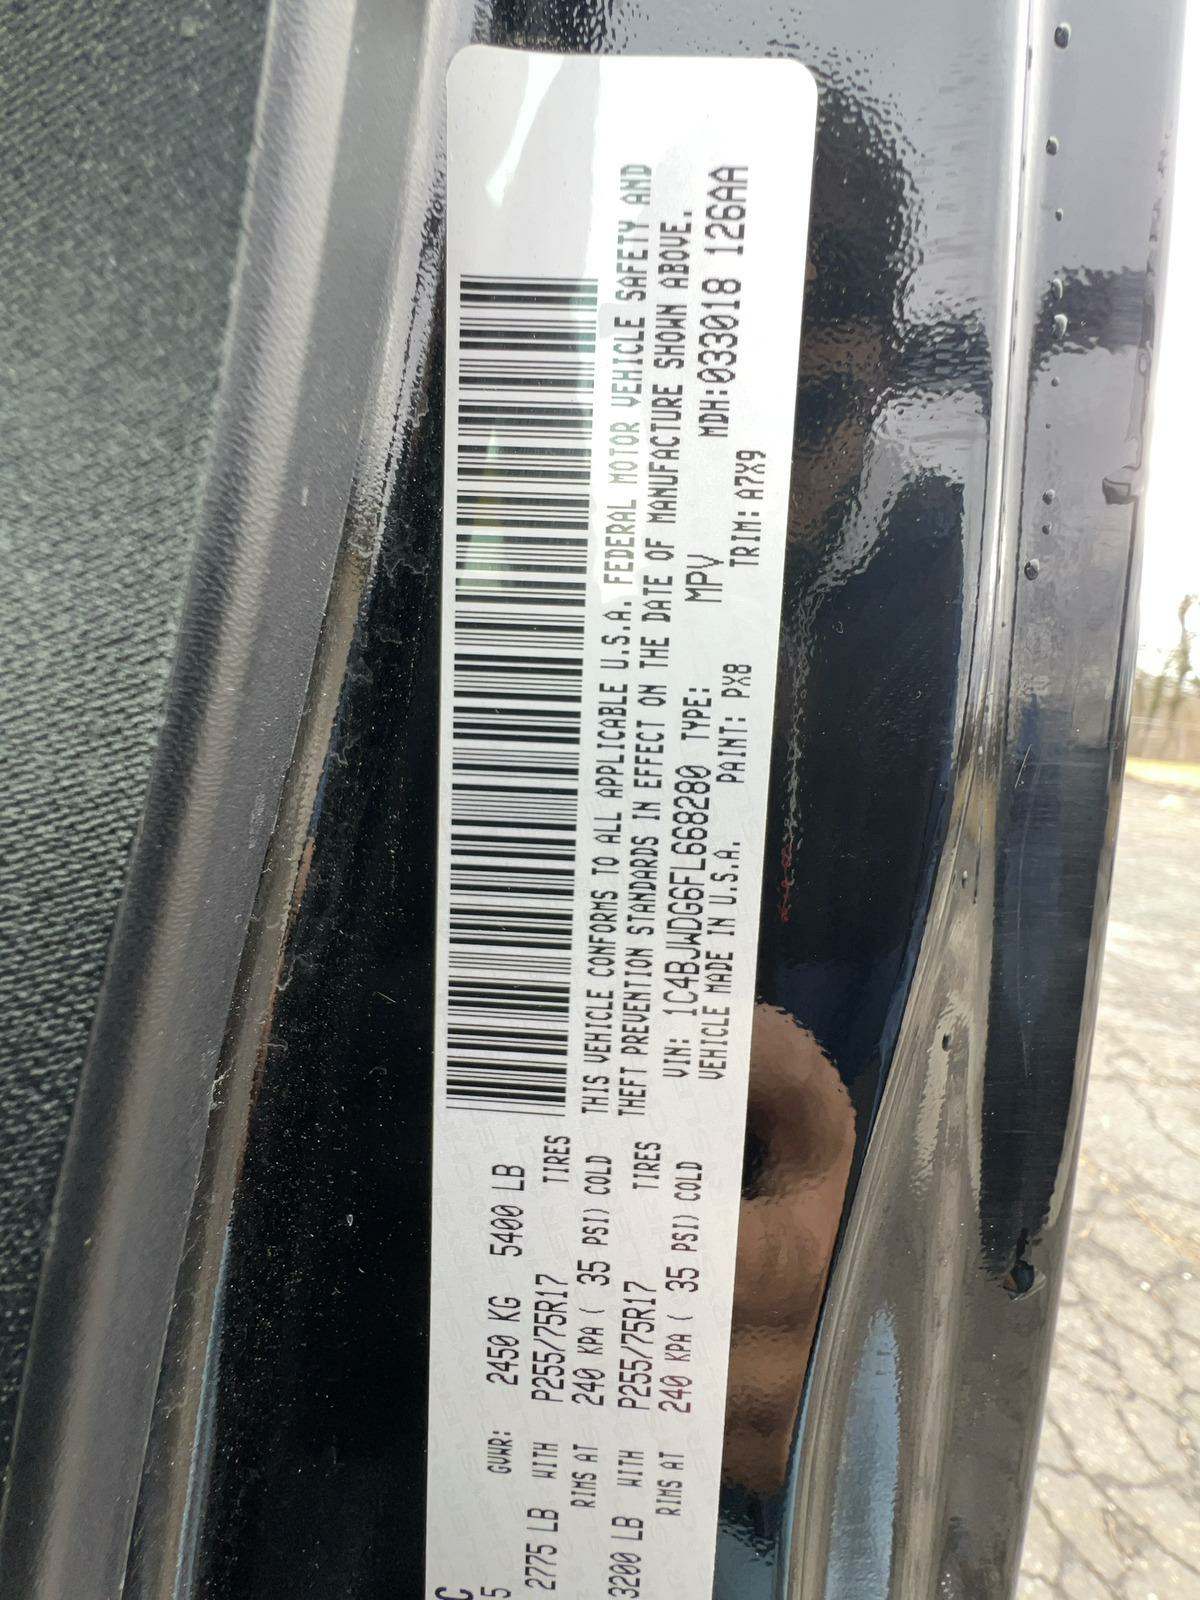 C
5 GVWR: 2450 KG 5400 LB
2775 LB WITH P255/75R17 TIRES
RIMS AT 240 KPA ( 35 PSI) COLD
3200 LB WITH P255/75R17 TIRES
RIMS AT 240 KPA ( 35 PSI) COLD
THIS VEHICLE CONFORMS TO ALL APPLICABLE U.S.A. FEDERAL MOTOR VEHICLE SAFETY AND
THEFT PREVENTION STANDARDS IN EFFECT ON THE DATE OF MANUFACTURE SHOWN ABOVE.
VIN: 1C4BJWDG6FL668280 TYPE: MPV MDH:033018 126AA
VEHICLE MADE IN U.S.A. PAINT: PX8 TRIM: A7X9